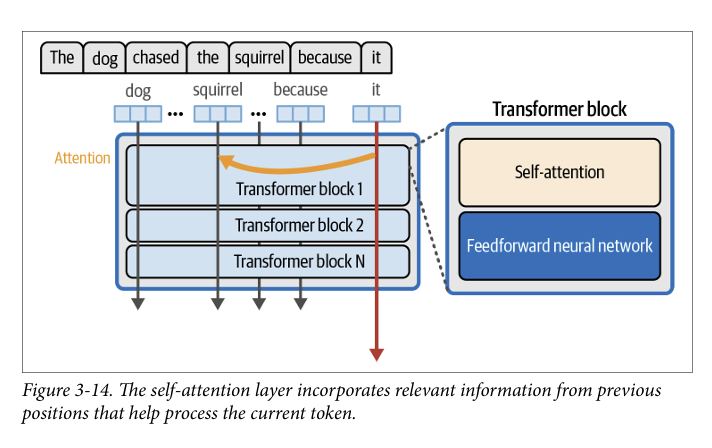 The dog chased the squirrel because it
dog ... squirrel ... because it
Transformer block
Attention
Self-attention
Transformer block 1
Transformer block 2
Feedforward neural network
Transformer block N
Figure 3-14. The self-attention layer incorporates relevant information from previous
positions that help process the current token.